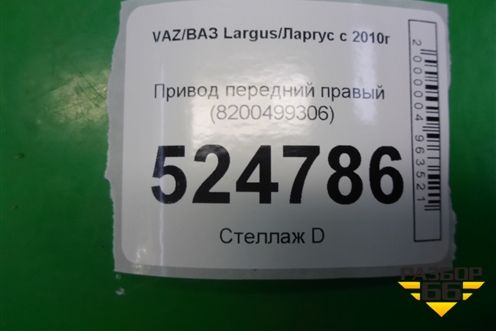 VAZ/ВАЗ Largus/Ларгус с 2010г
Привод передний правый
(8200499306)
524786
Стеллаж D
2000004963521
РАЗБОР
66